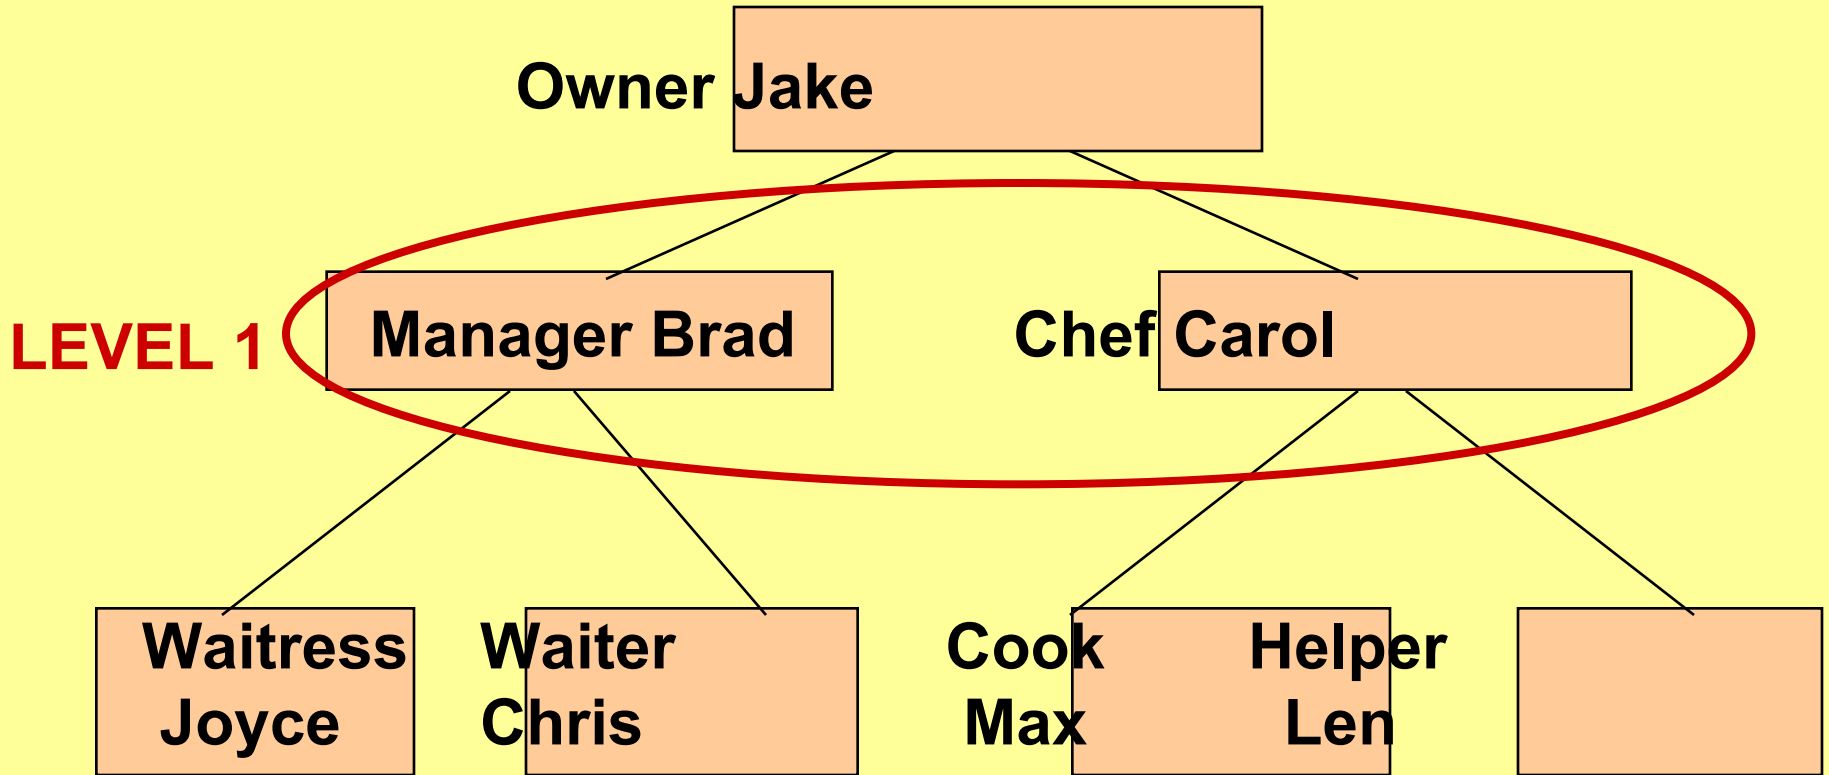 Owner Jake
LEVEL 1 Manager Brad Chef Carol
Waitress Waiter Cook Helper
Joyce Chris Max Len